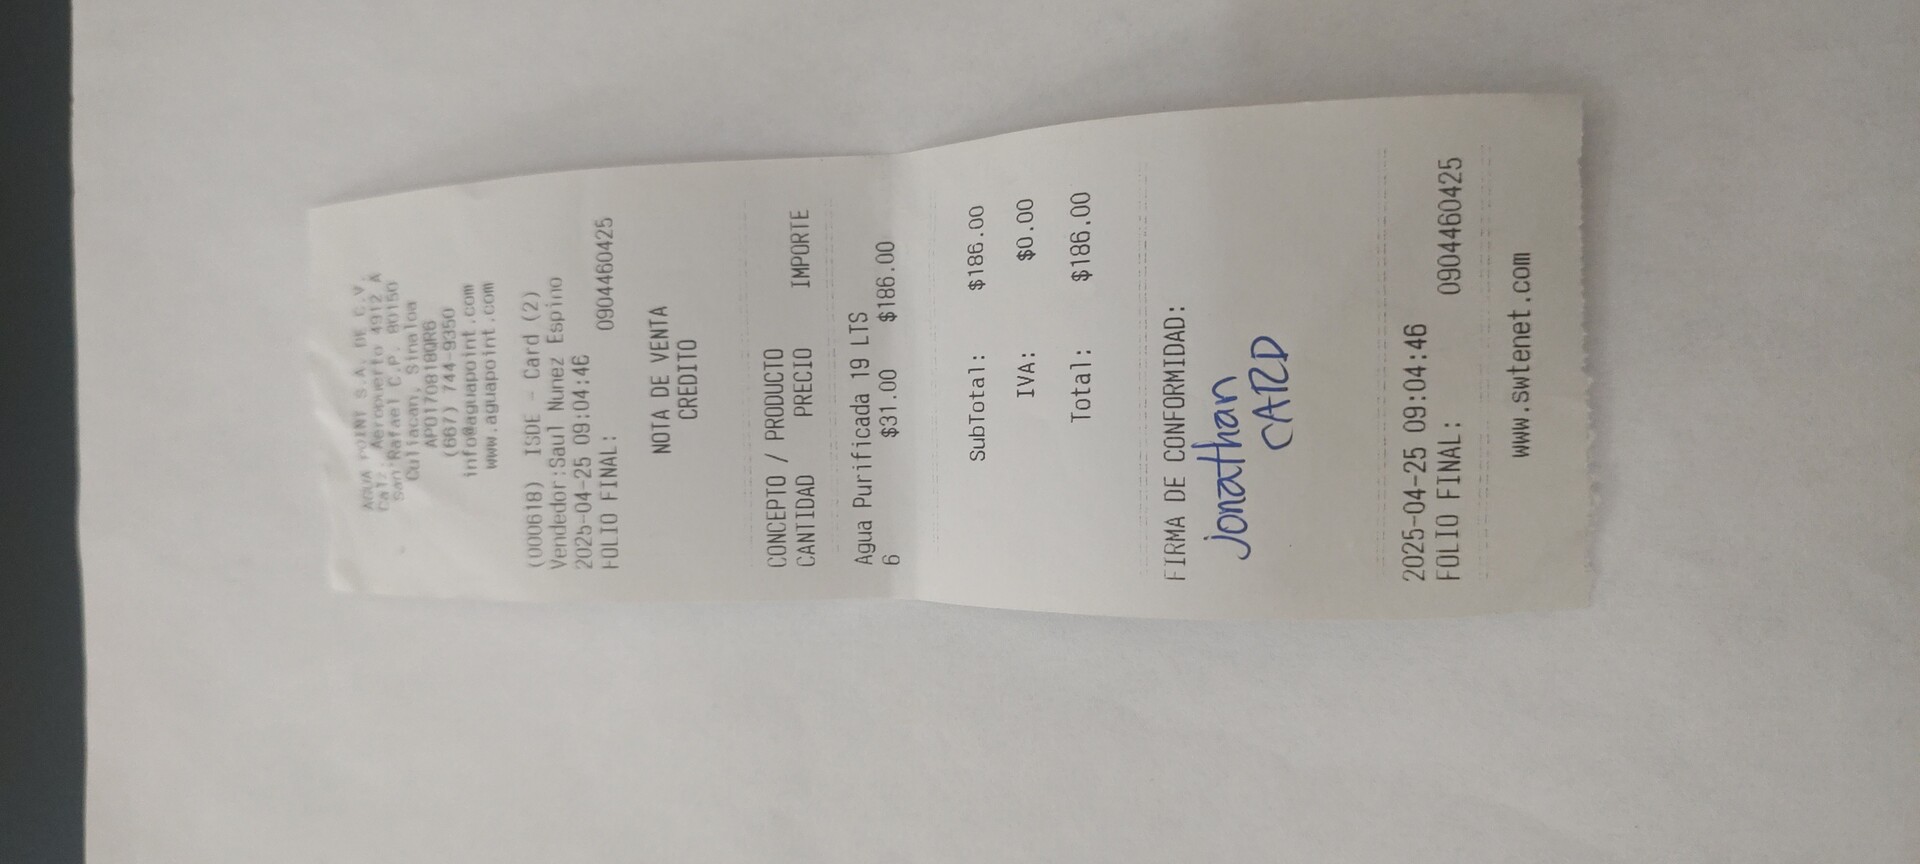 AGUA POINT S.A. DE C.V.
Calz. Aeropuerto 4912 A
San Rafael C.P. 80150
Culiacan, Sinaloa
(667) 744-9350
info@aguapoint.com
www.aguapoint.com
(000618) ISDE - Card (2)
Vendedor:Saul Nunez Espino
2025-04-25 09:04:46
FOLIO FINAL: 0904460425
NOTA DE VENTA
CREDITO
CONCEPTO / PRODUCTO
CANTIDAD PRECIO IMPORTE
Agua Purificada 19 LTS
6 $31.00 $186.00
SubTotal: $186.00
IVA: $0.00
Total: $186.00
FIRMA DE CONFORMIDAD:
Jonathan
CARD
2025-04-25 09:04:46
FOLIO FINAL: 0904460425
www.swtenet.com